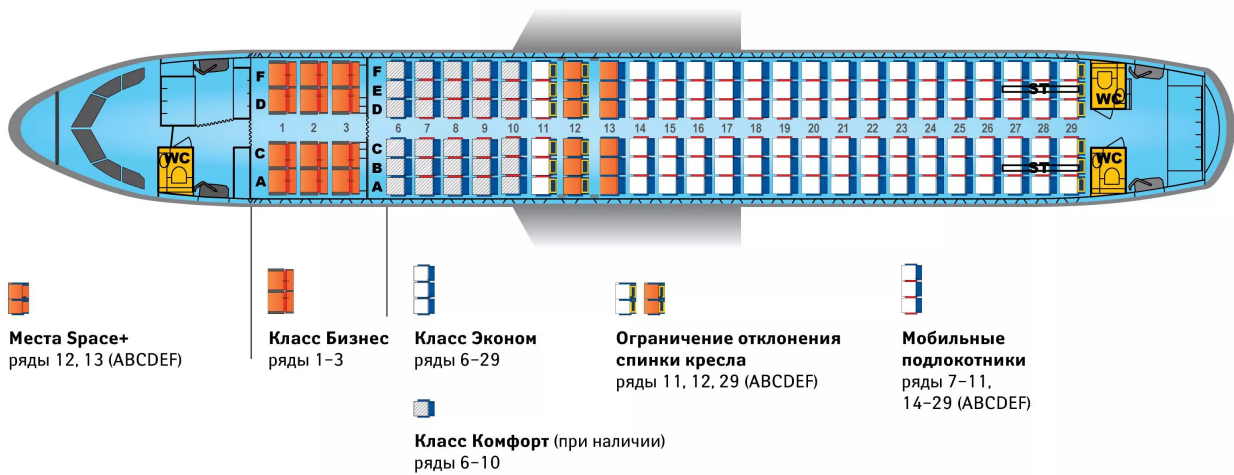 F
D
C
A
1 2 3
F
E
D
C
B
A
6 7 8 9 10 11 12 13 14 15 16 17 18 19 20 21 22 23 24 25 26 27 28 29
WC
ST
ST
WC
WC
Места Space+
ряды 12, 13 (ABCDEF)
Класс Бизнес
ряды 1–3
Класс Эконом
ряды 6–29
Класс Комфорт (при наличии)
ряды 6–10
Ограничение отклонения
спинки кресла
ряды 11, 12, 29 (ABCDEF)
Мобильные
подлокотники
ряды 7–11,
14–29 (ABCDEF)